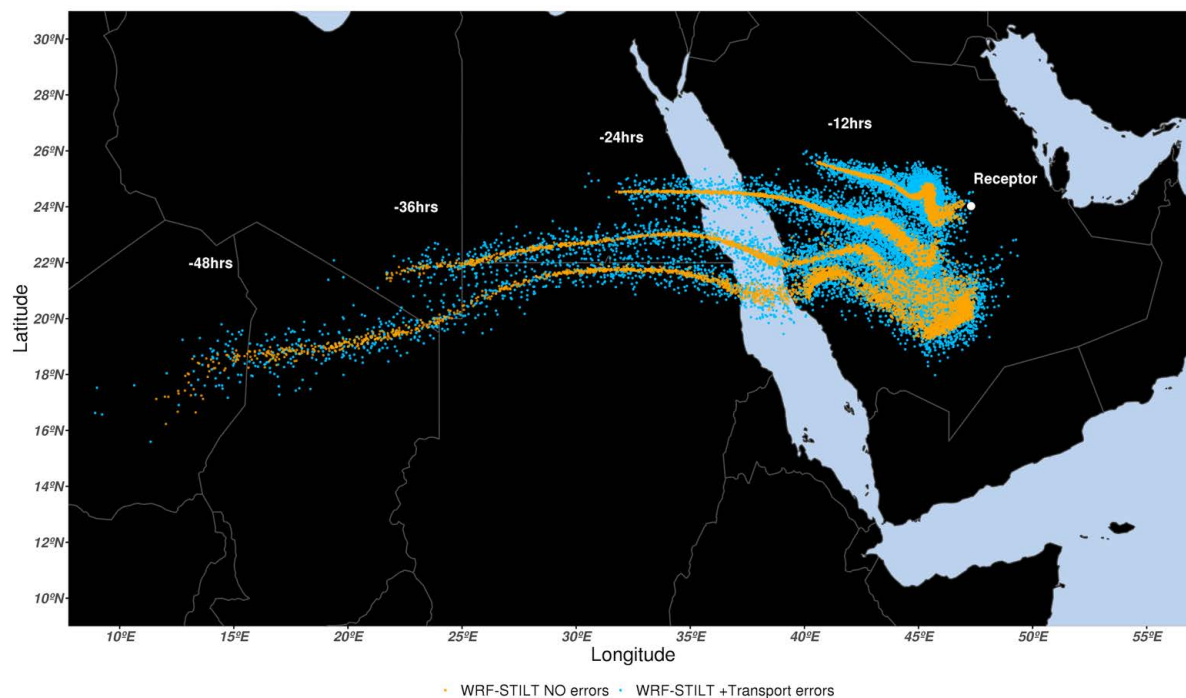 30ºN
28ºN
26ºN
24ºN
22ºN
20ºN
18ºN
16ºN
14ºN
12ºN
10ºN
Latitude
-12hrs
-24hrs
Receptor
-36hrs
-48hrs
10ºE 15ºE 20ºE 25ºE 30ºE 35ºE 40ºE 45ºE 50ºE 55ºE
Longitude
WRF-STILT NO errors WRF-STILT +Transport errors